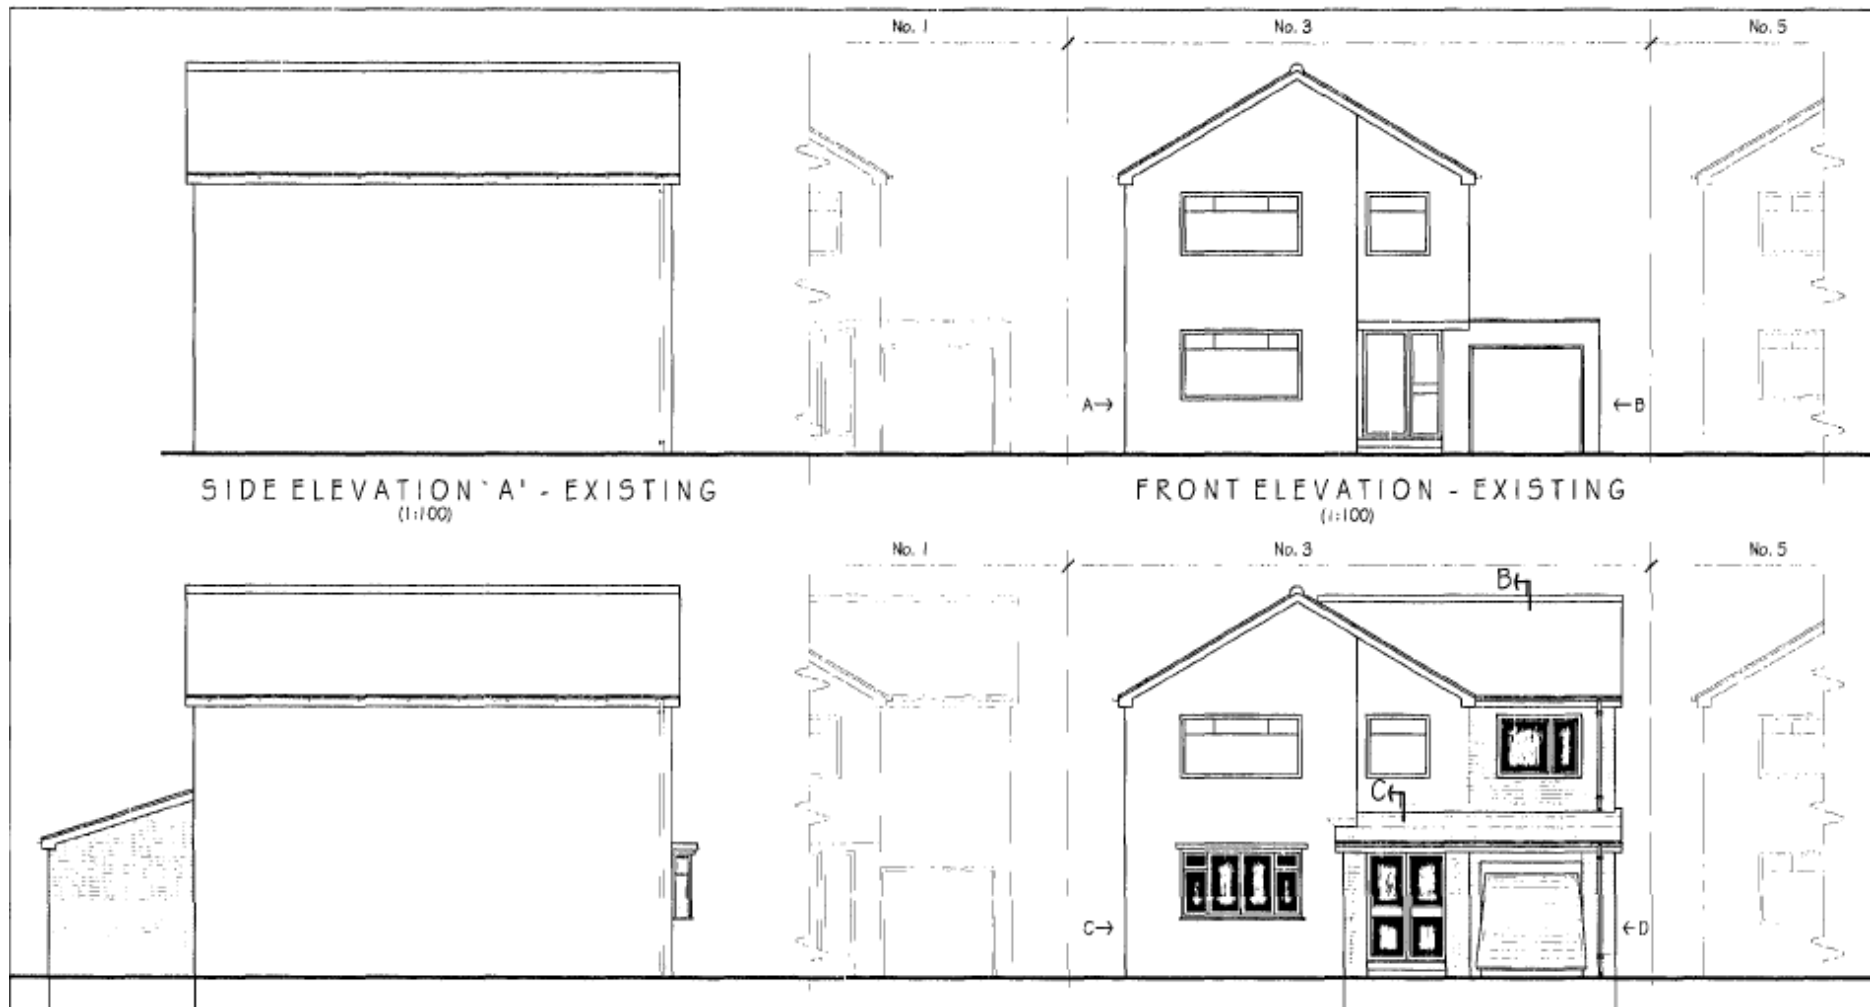 No. 1
No. 3
No. 5
A→
←B
SIDE ELEVATION `A' - EXISTING
(1:100)
FRONT ELEVATION - EXISTING
(1:100)
No. 1
No. 3
No. 5
B
C
C→
←D